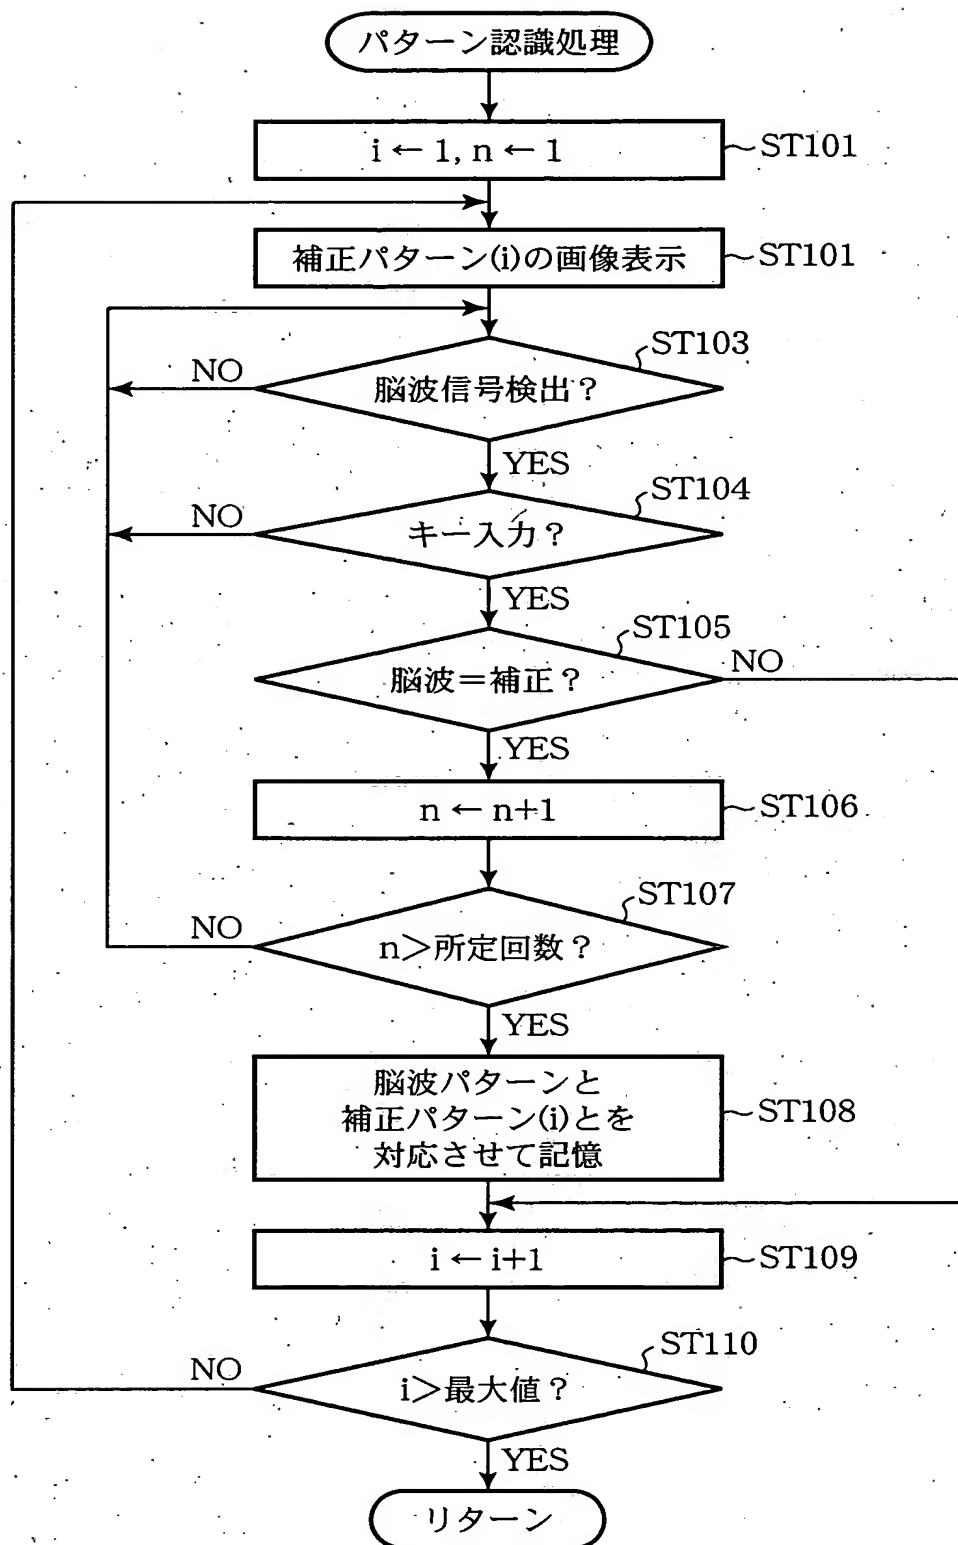 パターン認識処理
i ← 1, n ← 1
ST101
補正パターン(i)の画像表示
ST101
ST103
NO
脳波信号検出？
YES
ST104
NO
キー入力？
YES
ST105
脳波＝補正？
NO
YES
n ← n+1
ST106
ST107
NO
n＞所定回数？
YES
脳波パターンと
補正パターン(i)とを
対応させて記憶
ST108
i ← i+1
ST109
ST110
NO
i＞最大値？
YES
リターン